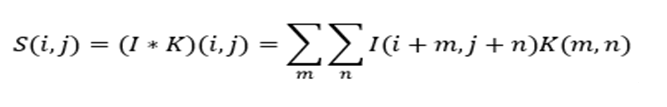 S(i,j) = (I * K)(i,j) = ∑_m ∑_n I(i + m, j + n)K(m,n)